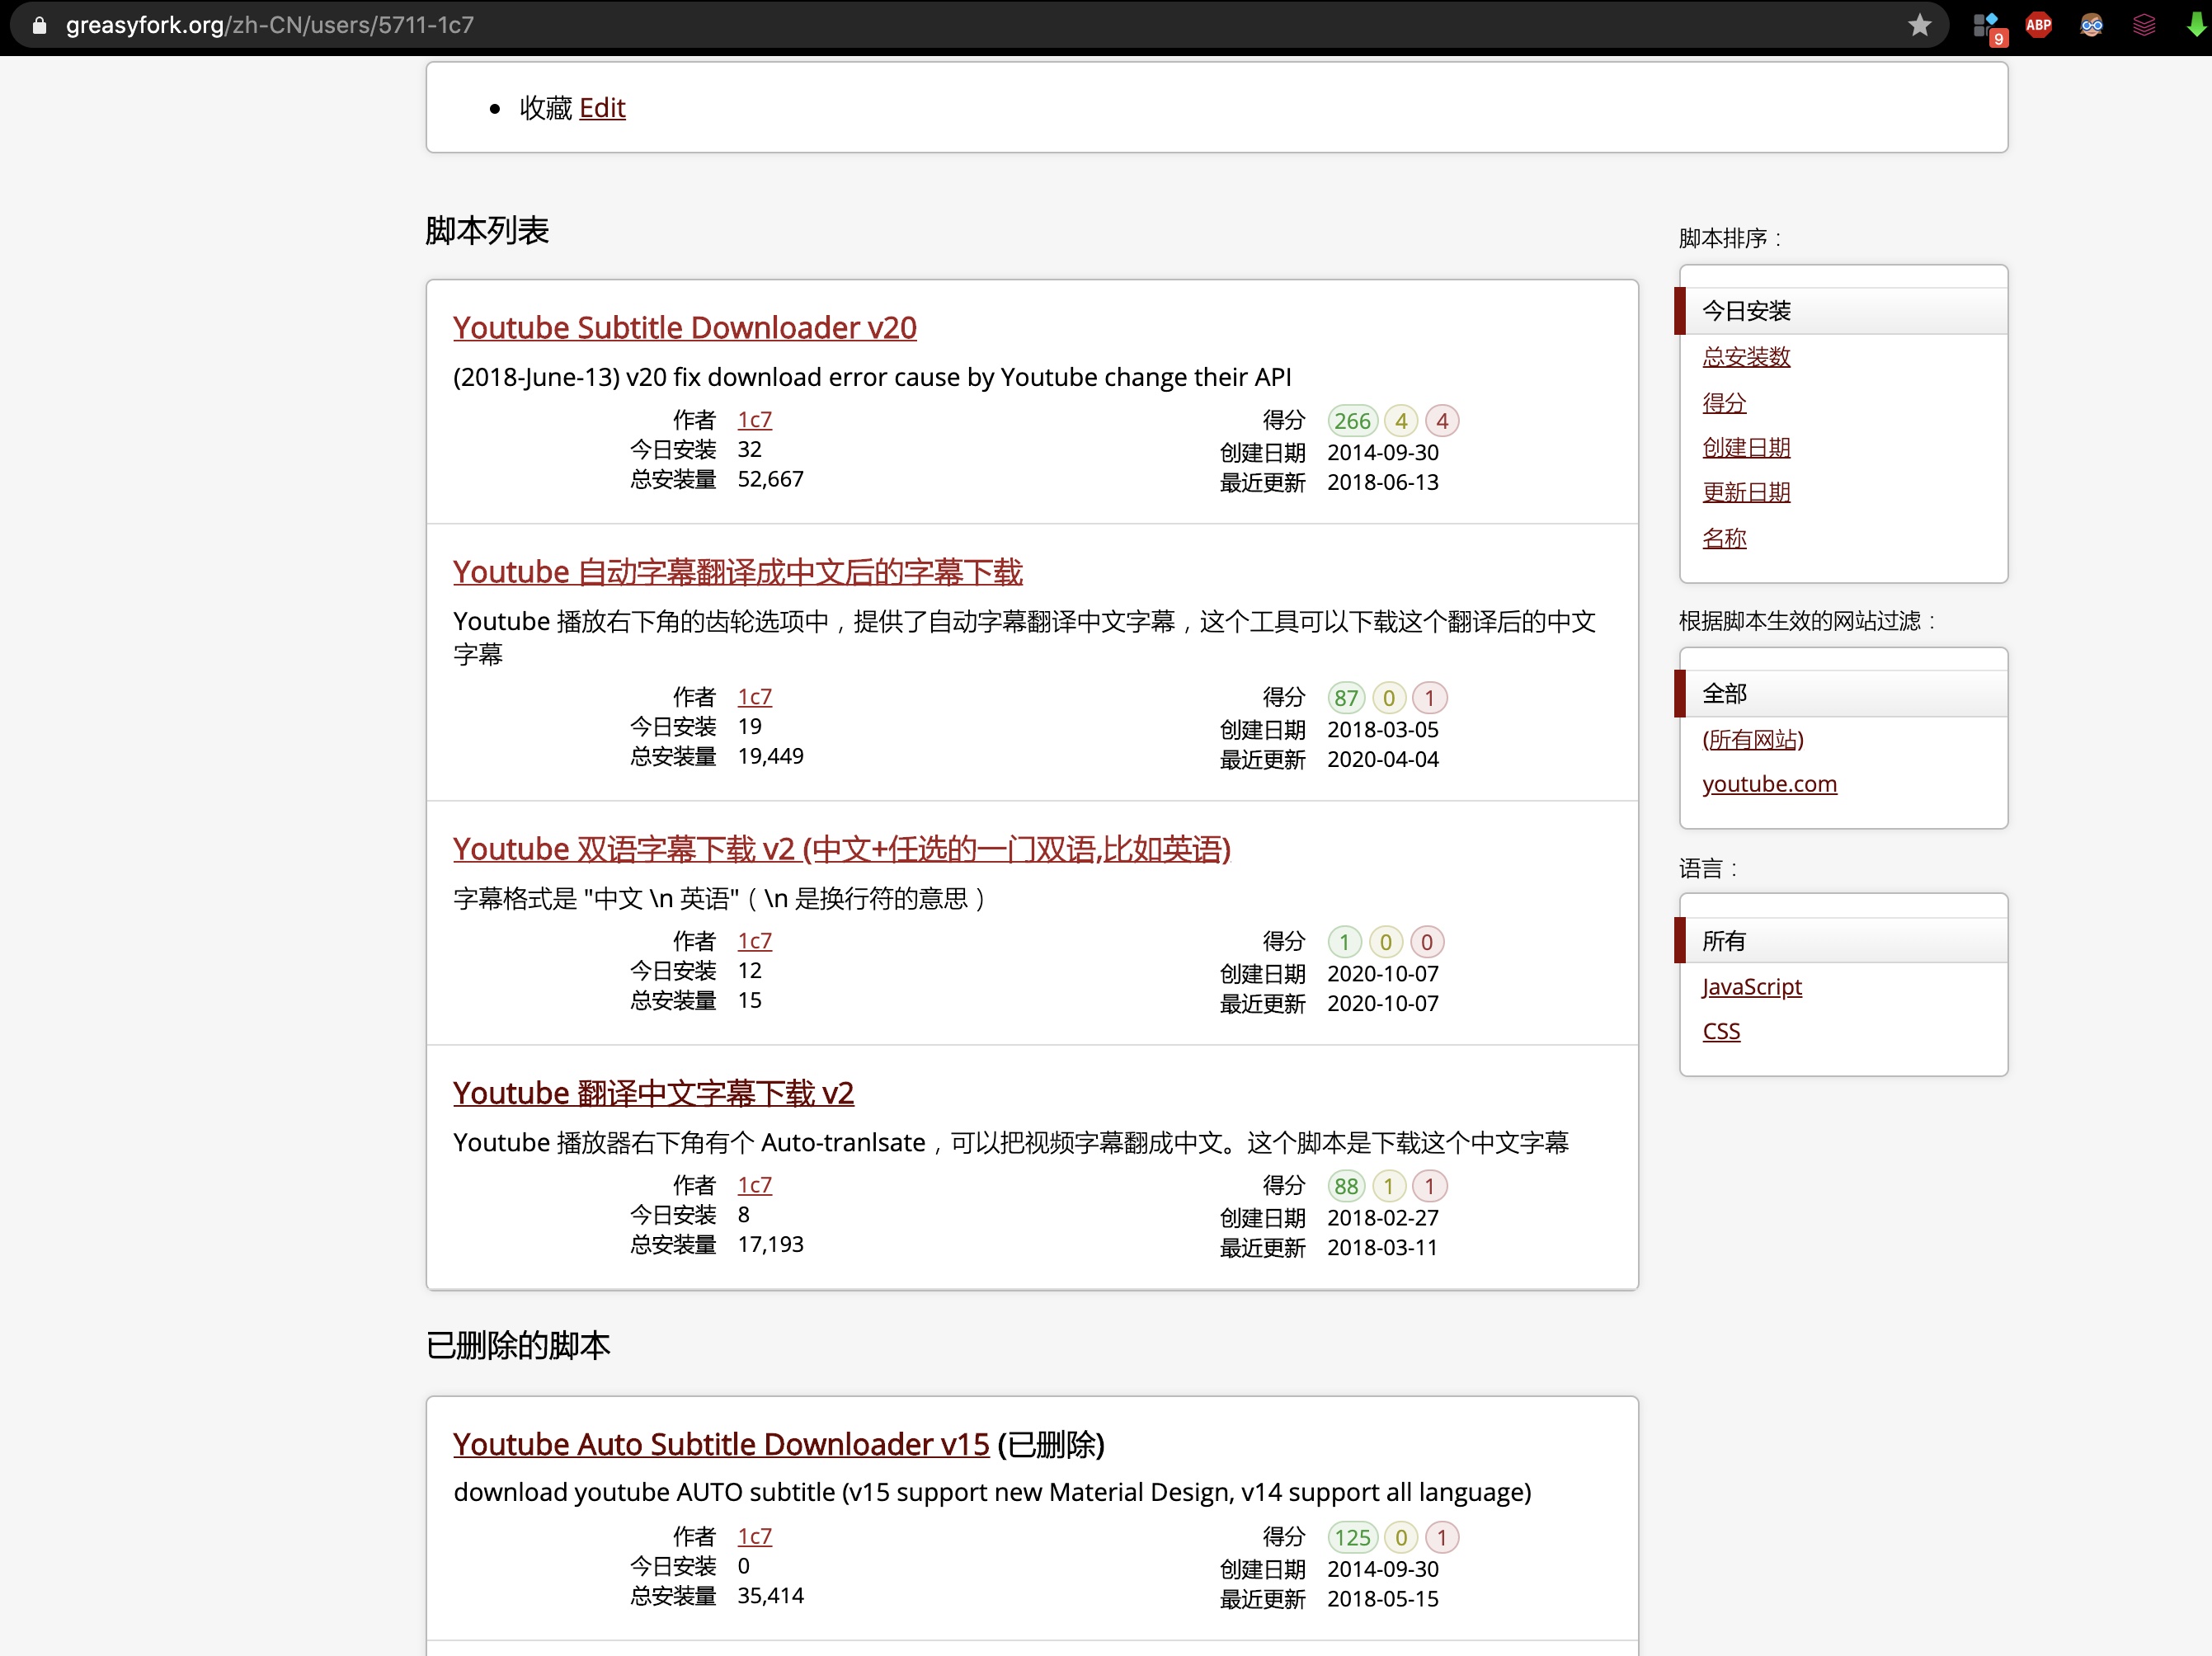 greasyfork.org/zh-CN/users/5711-1c7
9
ABP
收藏 Edit
脚本列表
Youtube Subtitle Downloader v20
(2018-June-13) v20 fix download error cause by Youtube change their API
作者 1c7
今日安装 32
总安装量 52,667
得分 266 4 4
创建日期 2014-09-30
最近更新 2018-06-13
Youtube 自动字幕翻译成中文后的字幕下载
Youtube 播放右下角的齿轮选项中，提供了自动字幕翻译中文字幕，这个工具可以下载这个翻译后的中文
字幕
作者 1c7
今日安装 19
总安装量 19,449
得分 87 0 1
创建日期 2018-03-05
最近更新 2020-04-04
Youtube 双语字幕下载 v2 (中文+任选的一门双语,比如英语)
字幕格式是 "中文 \n 英语"（ \n 是换行符的意思 ）
作者 1c7
今日安装 12
总安装量 15
得分 1 0 0
创建日期 2020-10-07
最近更新 2020-10-07
Youtube 翻译中文字幕下载 v2
Youtube 播放器右下角有个 Auto-tranlsate，可以把视频字幕翻成中文。这个脚本是下载这个中文字幕
作者 1c7
今日安装 8
总安装量 17,193
得分 88 1 1
创建日期 2018-02-27
最近更新 2018-03-11
已删除的脚本
Youtube Auto Subtitle Downloader v15 (已删除)
download youtube AUTO subtitle (v15 support new Material Design, v14 support all language)
作者 1c7
今日安装 0
总安装量 35,414
得分 125 0 1
创建日期 2014-09-30
最近更新 2018-05-15
脚本排序：
今日安装
总安装数
得分
创建日期
更新日期
名称
根据脚本生效的网站过滤：
全部
(所有网站)
youtube.com
语言：
所有
JavaScript
CSS